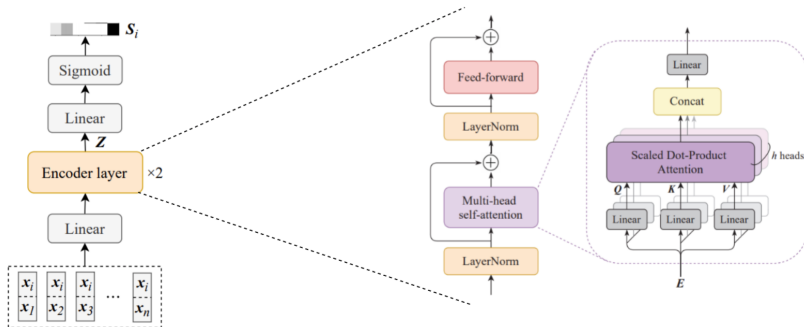 S_i
Sigmoid
Linear
Z
Encoder layer ×2
Linear
x_i x_i x_i x_i
x_1 x_2 x_3 ... x_n
Feed-forward
LayerNorm
Multi-head
self-attention
LayerNorm
Linear
Concat
Scaled Dot-Product
Attention
h heads
Q K V
Linear Linear Linear
E